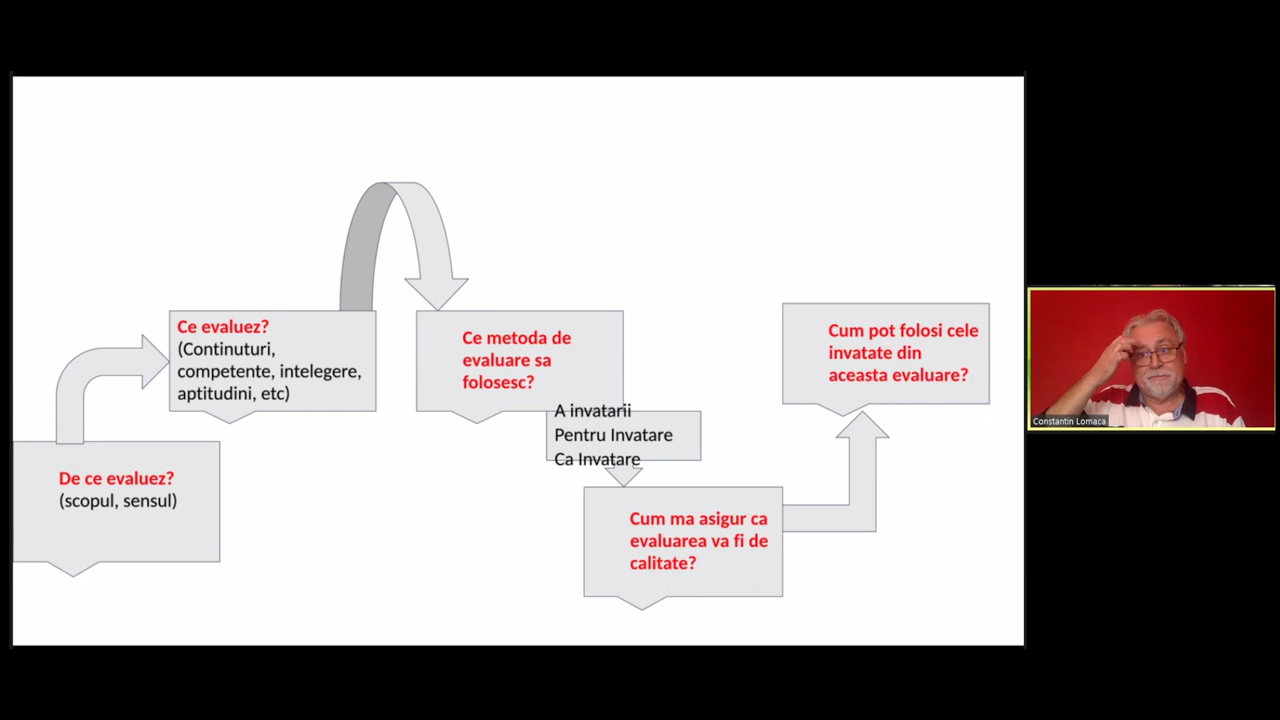 De ce evaluez?
(scopul, sensul)
Ce evaluez?
(Continuturi,
competente, intelegere,
aptitudini, etc)
Ce metoda de
evaluare sa
folosesc?
A invatarii
Pentru Invatare
Ca Invatare
Cum ma asigur ca
evaluarea va fi de
calitate?
Cum pot folosi cele
invatate din
aceasta evaluare?
Constantin Lomaca